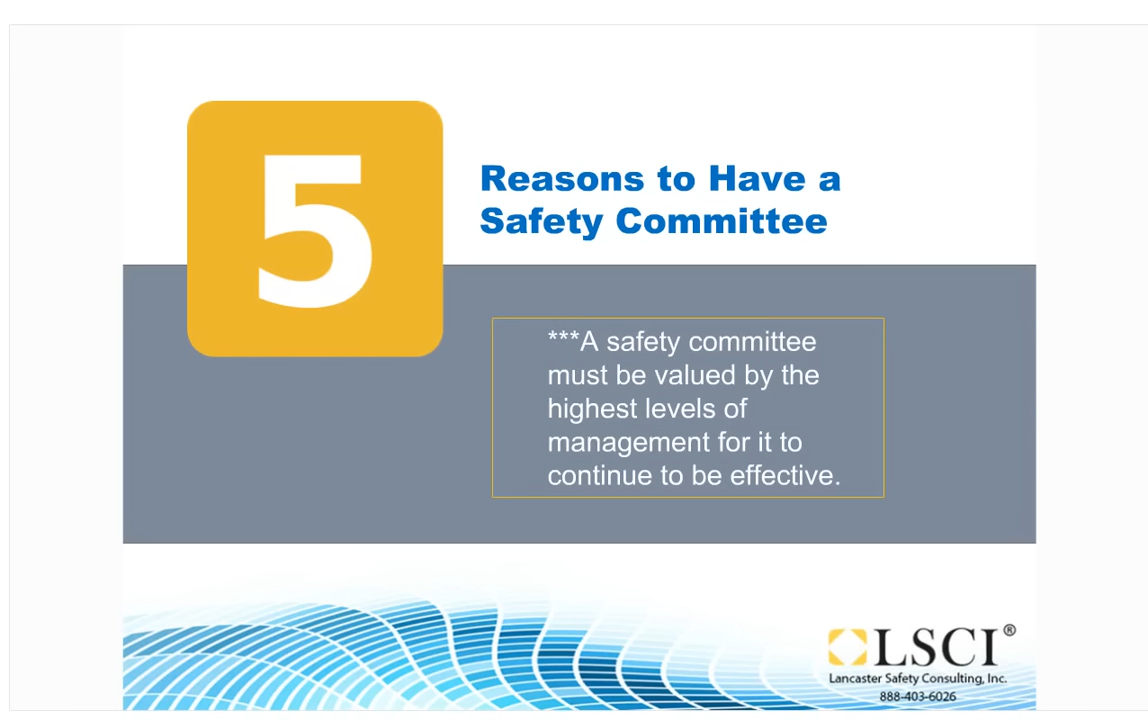 5
Reasons to Have a
Safety Committee
***A safety committee
must be valued by the
highest levels of
management for it to
continue to be effective.
LSCI®
Lancaster Safety Consulting, Inc.
888-403-6026